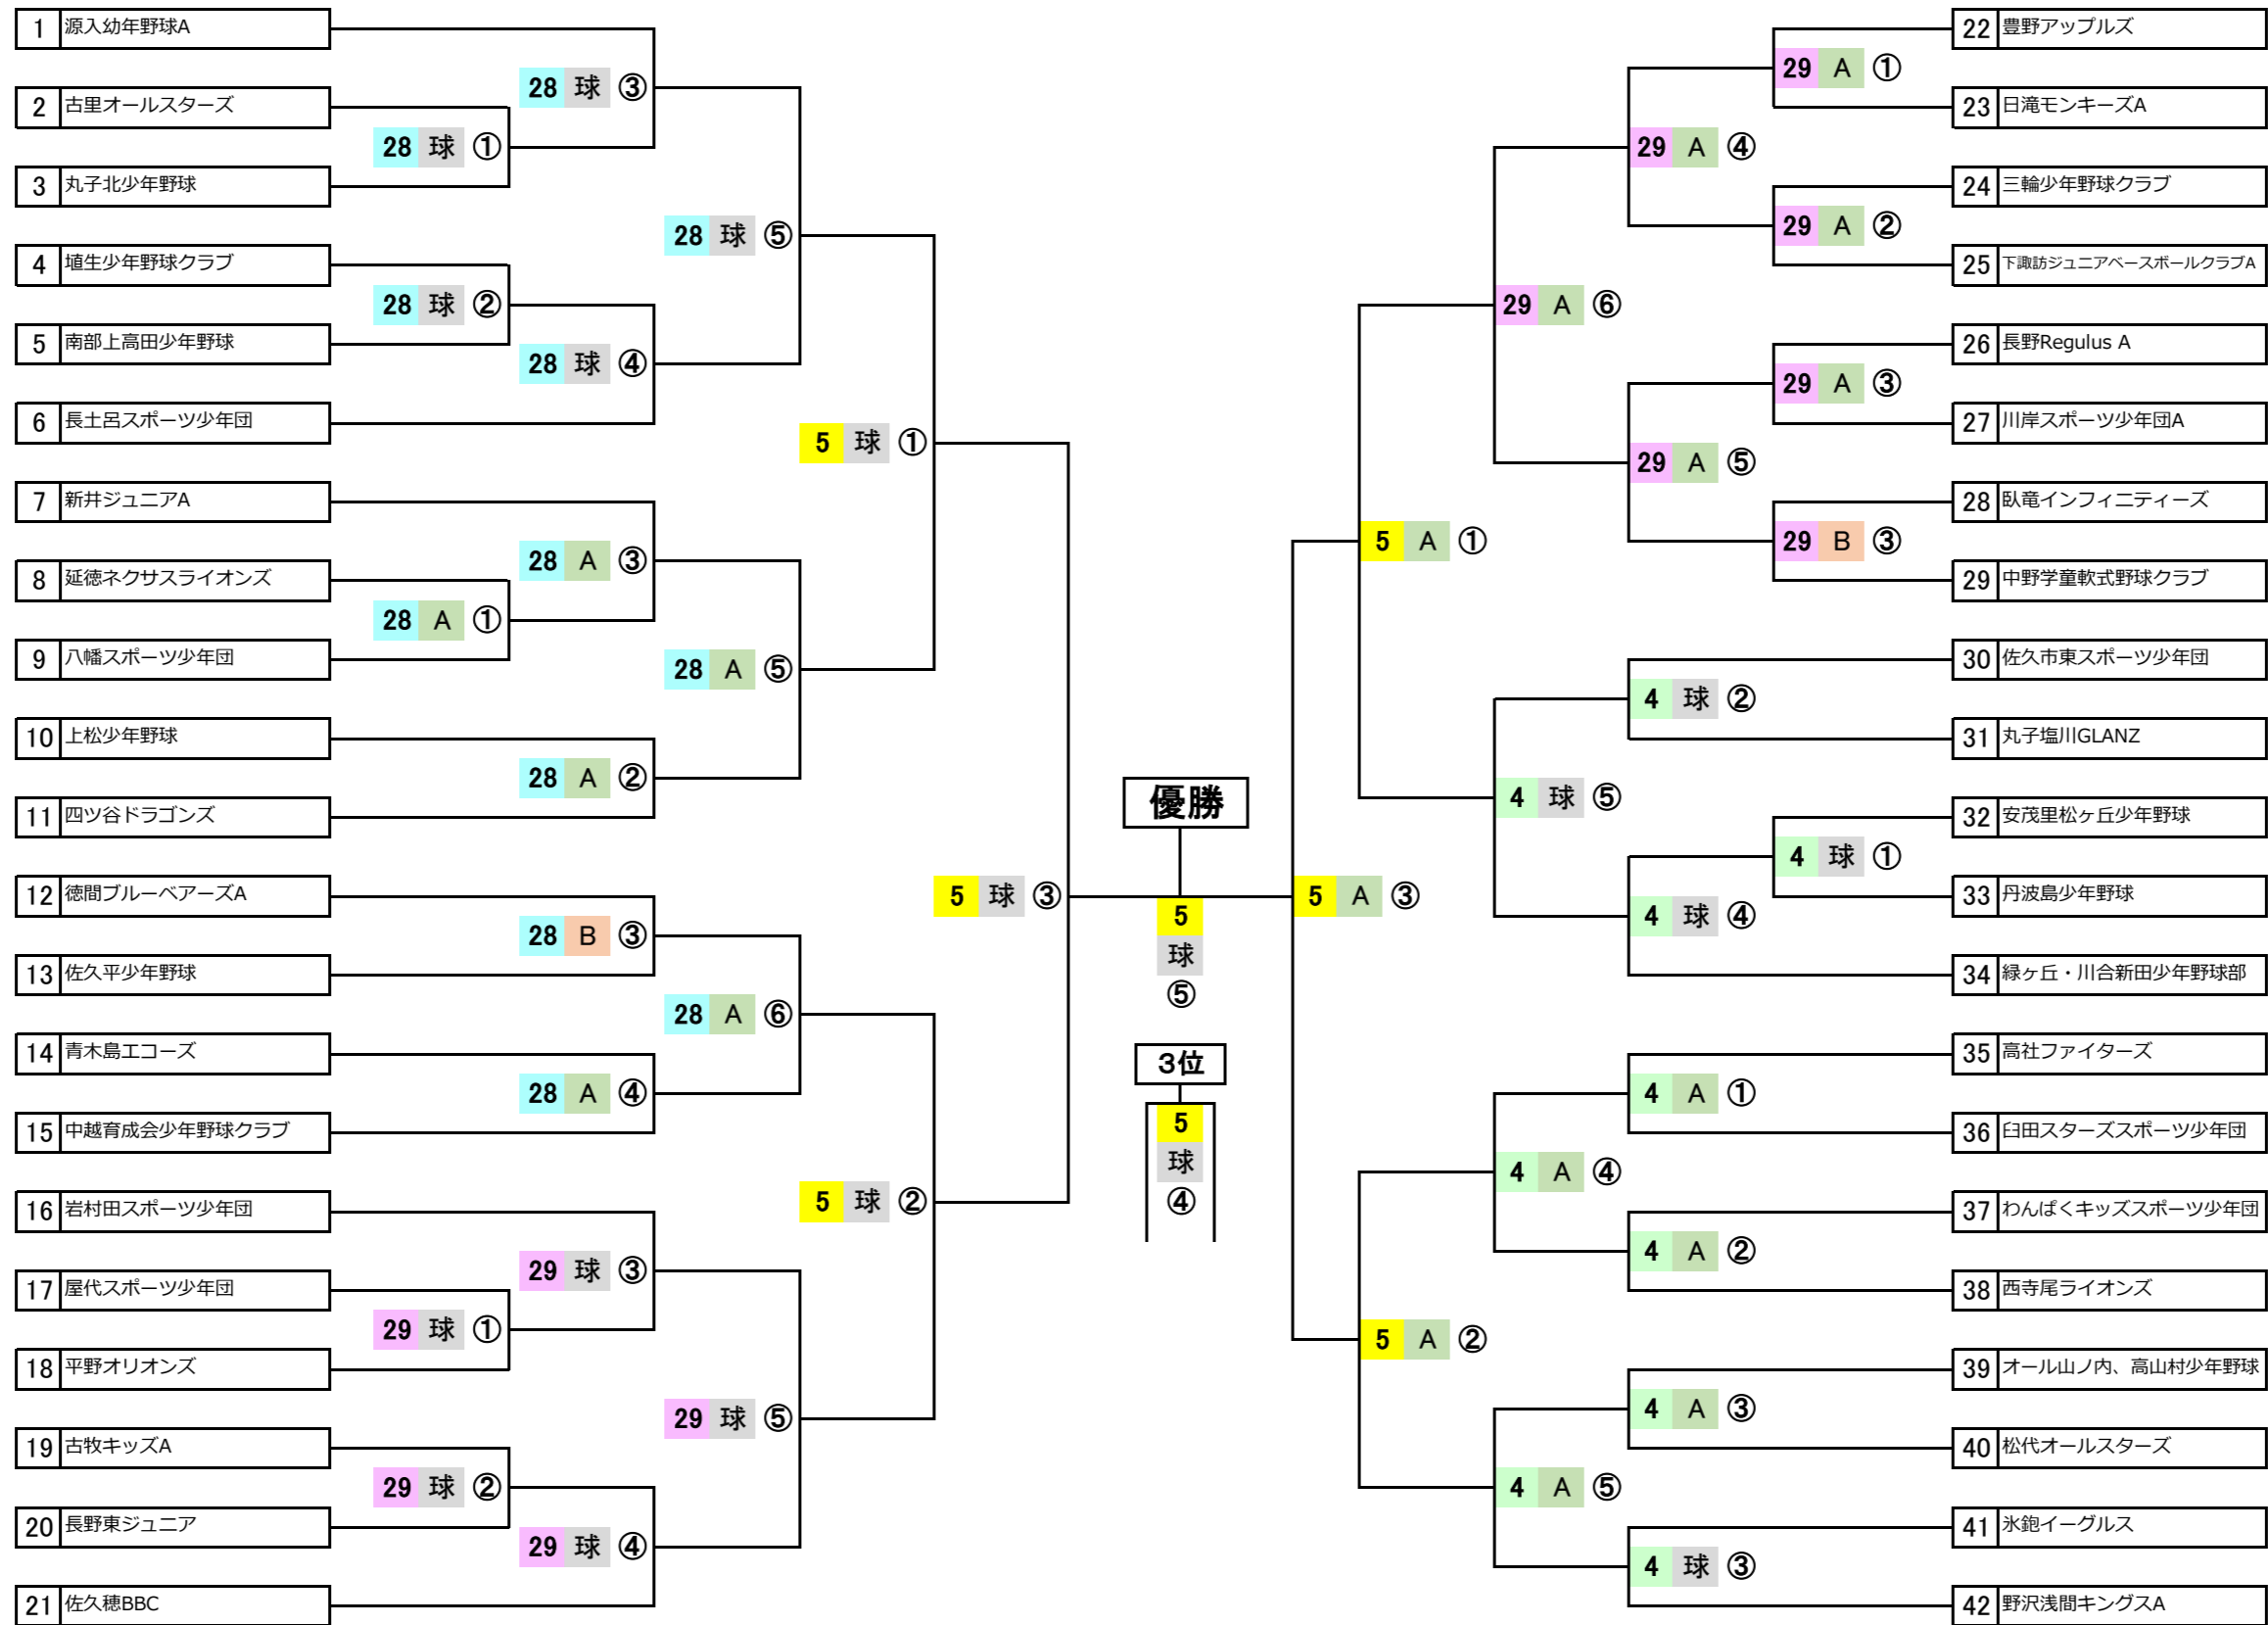 1 源入幼年野球A
2 古里オールスターズ
3 丸子北少年野球
4 埴生少年野球クラブ
5 南部上高田少年野球
6 長土呂スポーツ少年団
7 新井ジュニアA
8 延徳ネクサスライオンズ
9 八幡スポーツ少年団
10 上松少年野球
11 四ツ谷ドラゴンズ
12 徳間ブルーベアーズA
13 佐久平少年野球
14 青木島エコーズ
15 中越育成会少年野球クラブ
16 岩村田スポーツ少年団
17 屋代スポーツ少年団
18 平野オリオンズ
19 古牧キッズA
20 長野東ジュニア
21 佐久穂BBC
28 球 ①
28 球 ②
28 A ①
29 球 ①
29 球 ②
28 球 ③
28 球 ④
28 A ③
28 A ②
28 B ③
28 A ④
29 球 ③
29 球 ④
28 球 ⑤
28 A ⑤
28 A ⑥
29 球 ⑤
5 球 ①
5 球 ②
5 球 ③
優勝
5
球
⑤
3位
5
球
④
5 A ③
5 A ①
5 A ②
29 A ⑥
4 球 ⑤
4 A ④
4 A ⑤
29 A ④
29 A ⑤
4 球 ②
4 球 ④
4 A ①
4 A ②
4 A ③
4 球 ③
29 A ①
29 A ②
29 A ③
29 B ③
4 球 ①
22 豊野アップルズ
23 日滝モンキーズA
24 三輪少年野球クラブ
25 下諏訪ジュニアベースボールクラブA
26 長野Regulus A
27 川岸スポーツ少年団A
28 臥竜インフィニティーズ
29 中野学童軟式野球クラブ
30 佐久市東スポーツ少年団
31 丸子塩川GLANZ
32 安茂里松ヶ丘少年野球
33 丹波島少年野球
34 緑ヶ丘・川合新田少年野球部
35 高社ファイターズ
36 臼田スターズスポーツ少年団
37 わんぱくキッズスポーツ少年団
38 西寺尾ライオンズ
39 オール山ノ内、高山村少年野球
40 松代オールスターズ
41 氷鉋イーグルス
42 野沢浅間キングスA